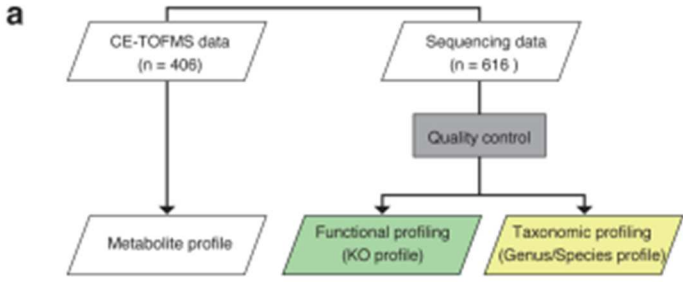 a
CE-TOFMS data
(n = 406)
Sequencing data
(n = 616 )
Quality control
Metabolite profile
Functional profiling
(KO profile)
Taxonomic profiling
(Genus/Species profile)